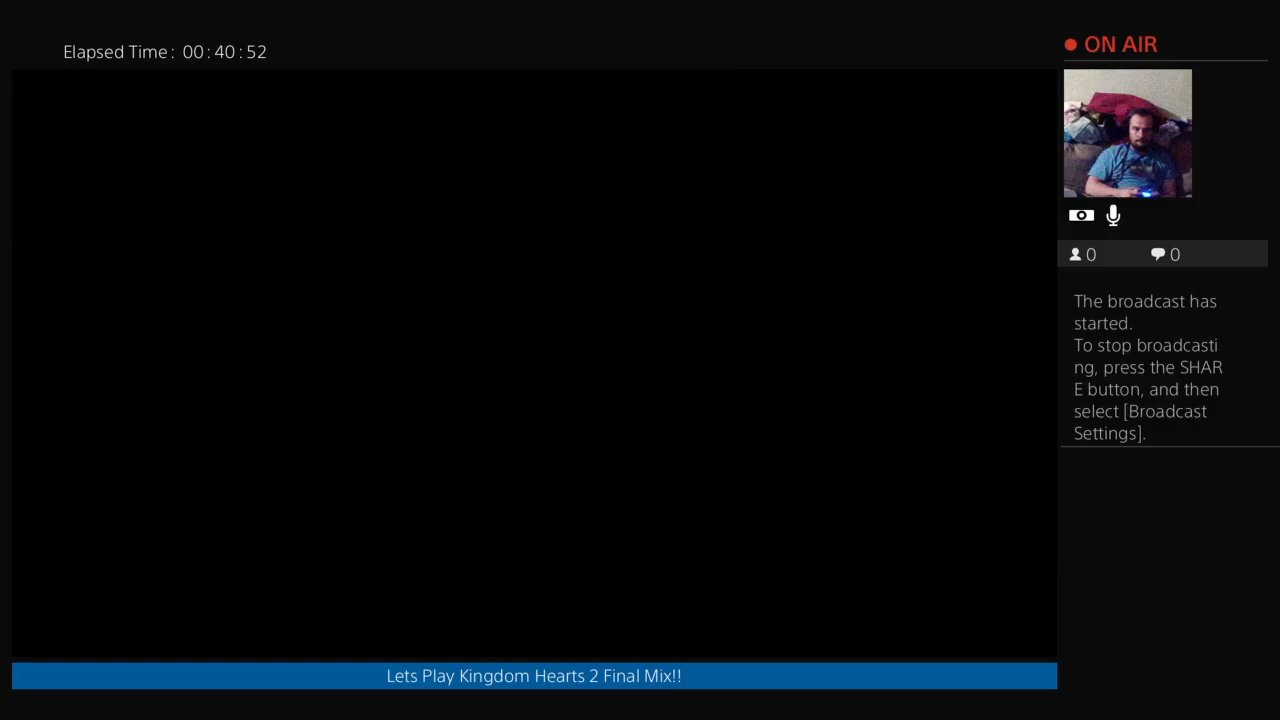 Elapsed Time: 00:40:52
ON AIR
0 0
The broadcast has
started.
To stop broadcasti
ng, press the SHAR
E button, and then
select [Broadcast
Settings].
Lets Play Kingdom Hearts 2 Final Mix!!